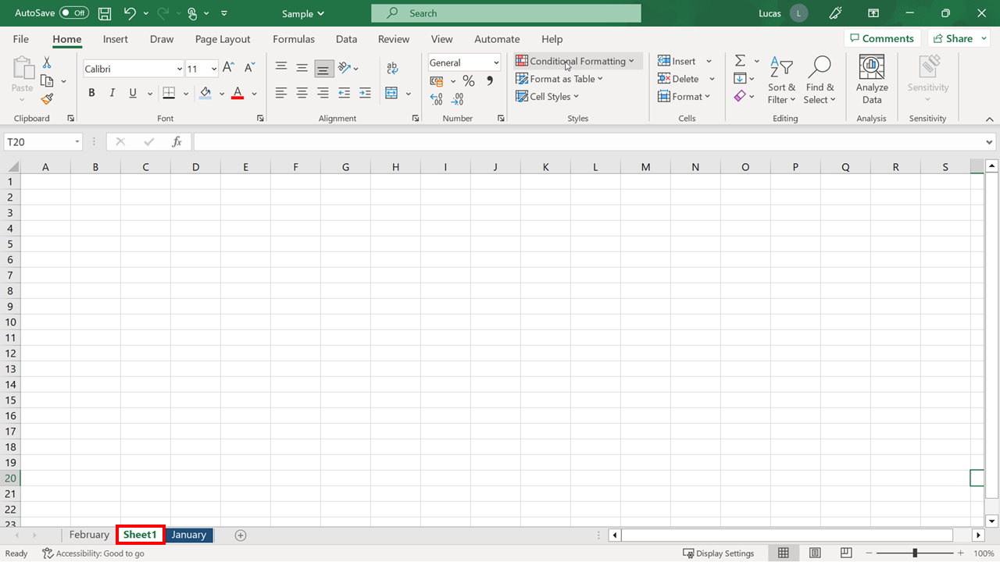 AutoSave Off Sample Search Lucas L
File Home Insert Draw Page Layout Formulas Data Review View Automate Help Comments Share
Paste
Clipboard
Calibri 11
B I U A
Font
ab
Alignment
General
% 9
Number
Conditional Formatting
Format as Table
Cell Styles
Styles
Insert
Delete
Format
Cells
Sort &
Filter
Find &
Select
Editing
Analyze
Data
Analysis
Sensitivity
Sensitivity
T20 fx
A B C D E F G H I J K L M N O P Q R S
1
2
3
4
5
6
7
8
9
10
11
12
13
14
15
16
17
18
19
20
21
22
23
February Sheet1 January
Ready Accessibility: Good to go Display Settings 100%